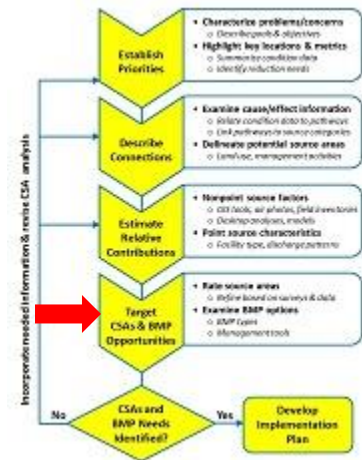 Establish
Priorities
• Characterize problems/concerns
o Describe goals & objectives
• Highlight key locations & metrics
o Summarize condition data
o Identify reduction needs
Describe
Connections
• Examine cause/effect information
o Relate condition data to pathways
o Link pathways to source categories
• Delineate potential source areas
o Land use, management activities
Estimate
Relative
Contributions
• Nonpoint source factors
o GIS tools, air photos, field inventories
o Desktop analyses, models
• Point source characteristics
o Facility type, discharge patterns
Target
CSAs & BMP
Opportunities
• Rate source areas
o Refine based on surveys & data
• Examine BMP options
o BMP types
o Management tools
Incorporate needed information & revise CSA analysis
No
CSAs and
BMP Needs
Identified?
Yes
Develop
Implementation
Plan